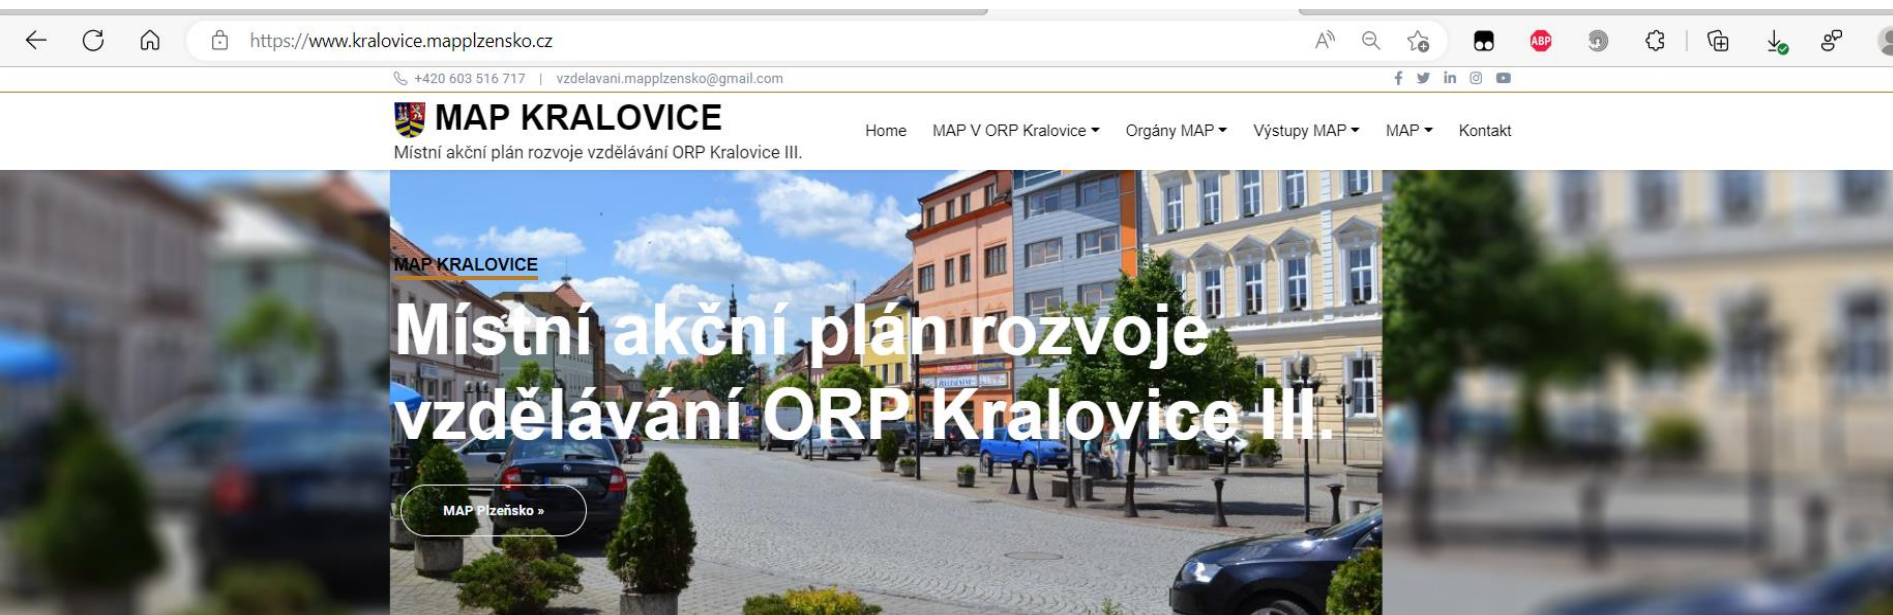 https://www.kralovice.mapplzensko.cz
ABP
+420 603 516 717 | vzdelavani.mapplzensko@gmail.com
MAP KRALOVICE
Místní akční plán rozvoje vzdělávání ORP Kralovice III.
Home MAP V ORP Kralovice Orgány MAP Výstupy MAP MAP Kontakt
MAP KRALOVICE
Místní akční plán rozvoje
vzdělávání ORP Kralovice III.
MAP Plzeňsko »